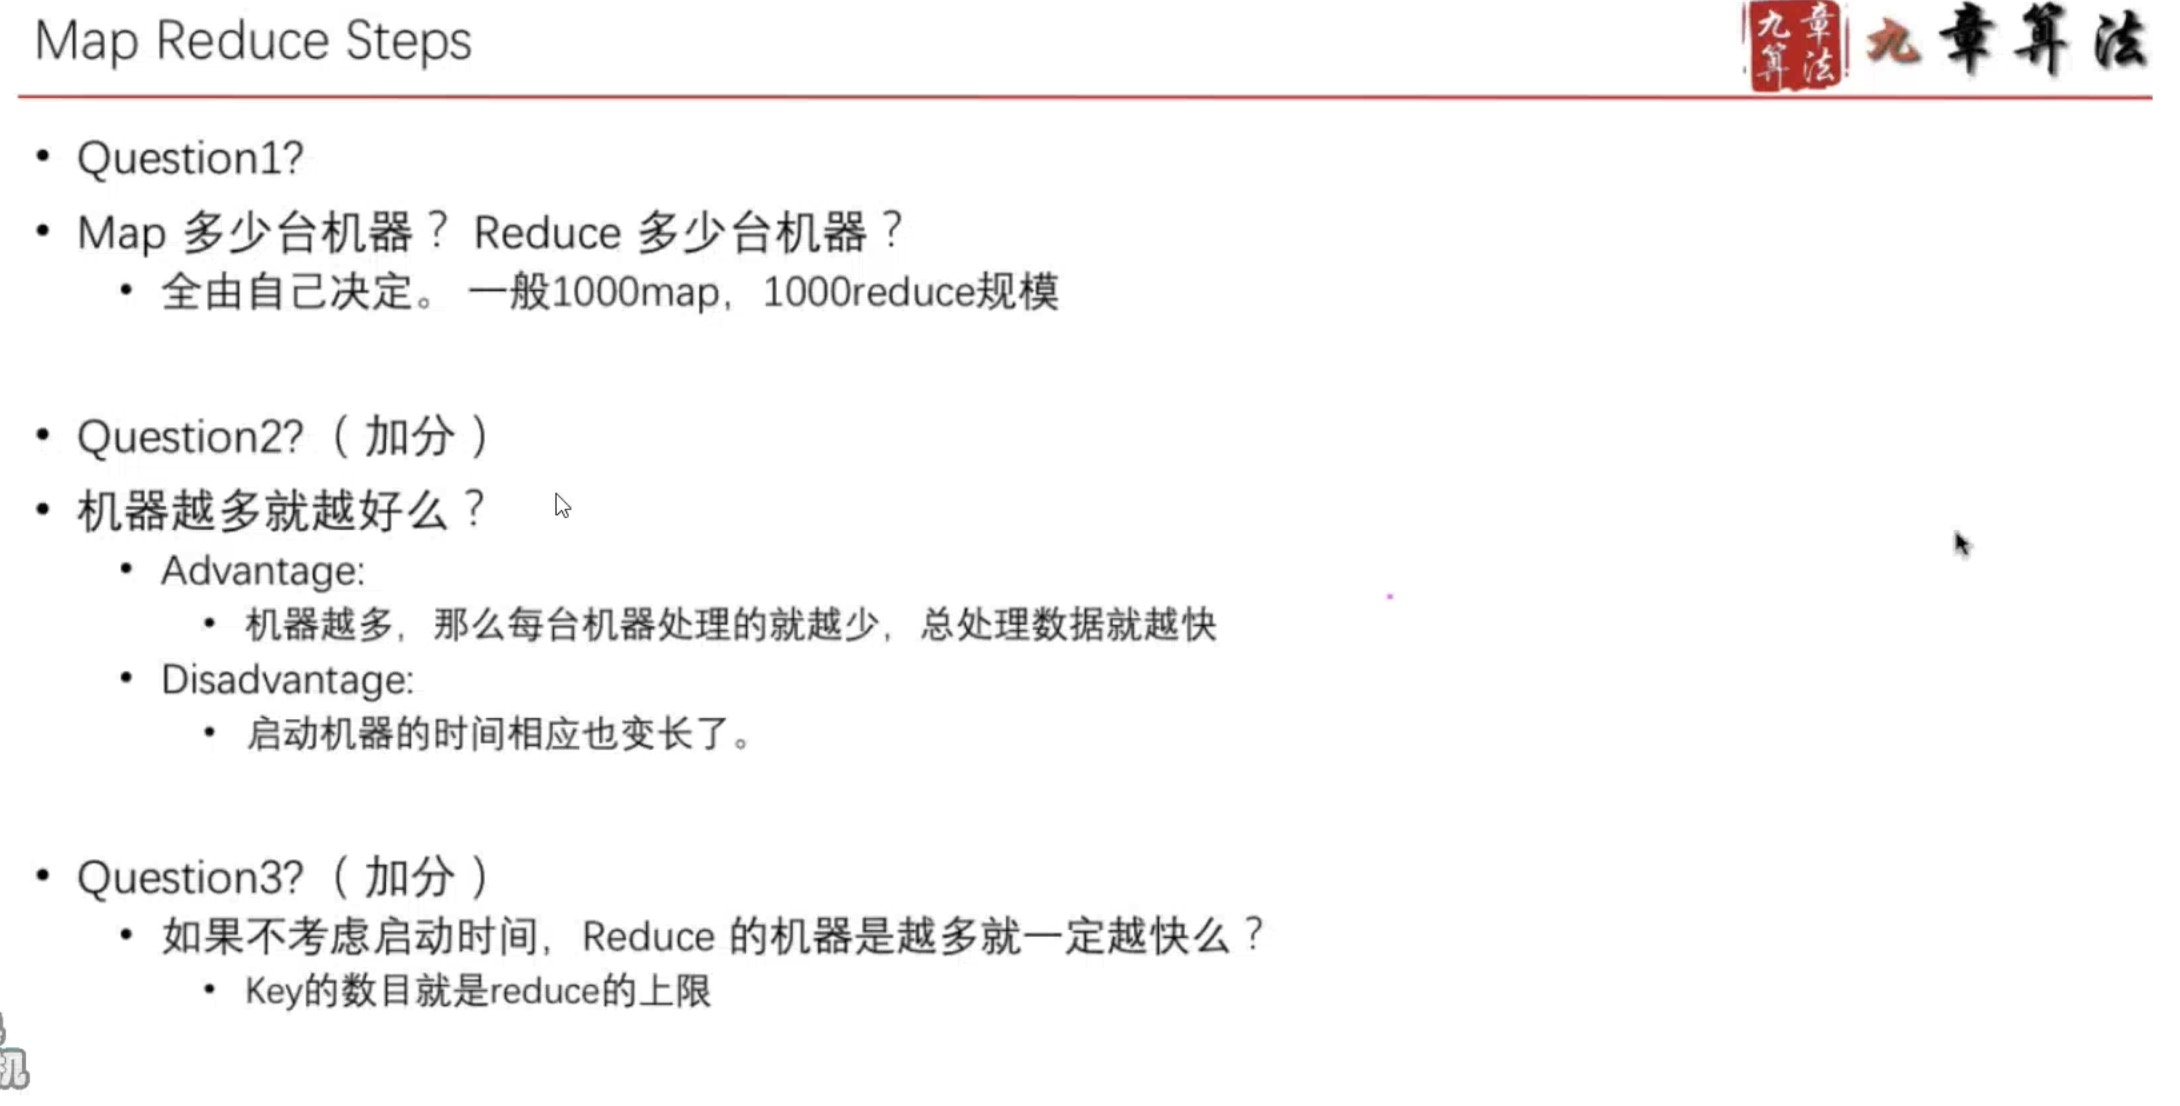 Map Reduce Steps
九章算法
九章算法
• Question1?
• Map 多少台机器？ Reduce 多少台机器？
• 全由自己决定。 一般1000map，1000reduce规模
• Question2?（加分）
• 机器越多就越好么？
• Advantage:
• 机器越多，那么每台机器处理的就越少，总处理数据就越快
• Disadvantage:
• 启动机器的时间相应也变长了。
• Question3?（加分）
• 如果不考虑启动时间，Reduce 的机器是越多就一定越快么？
• Key的数目就是reduce的上限
机